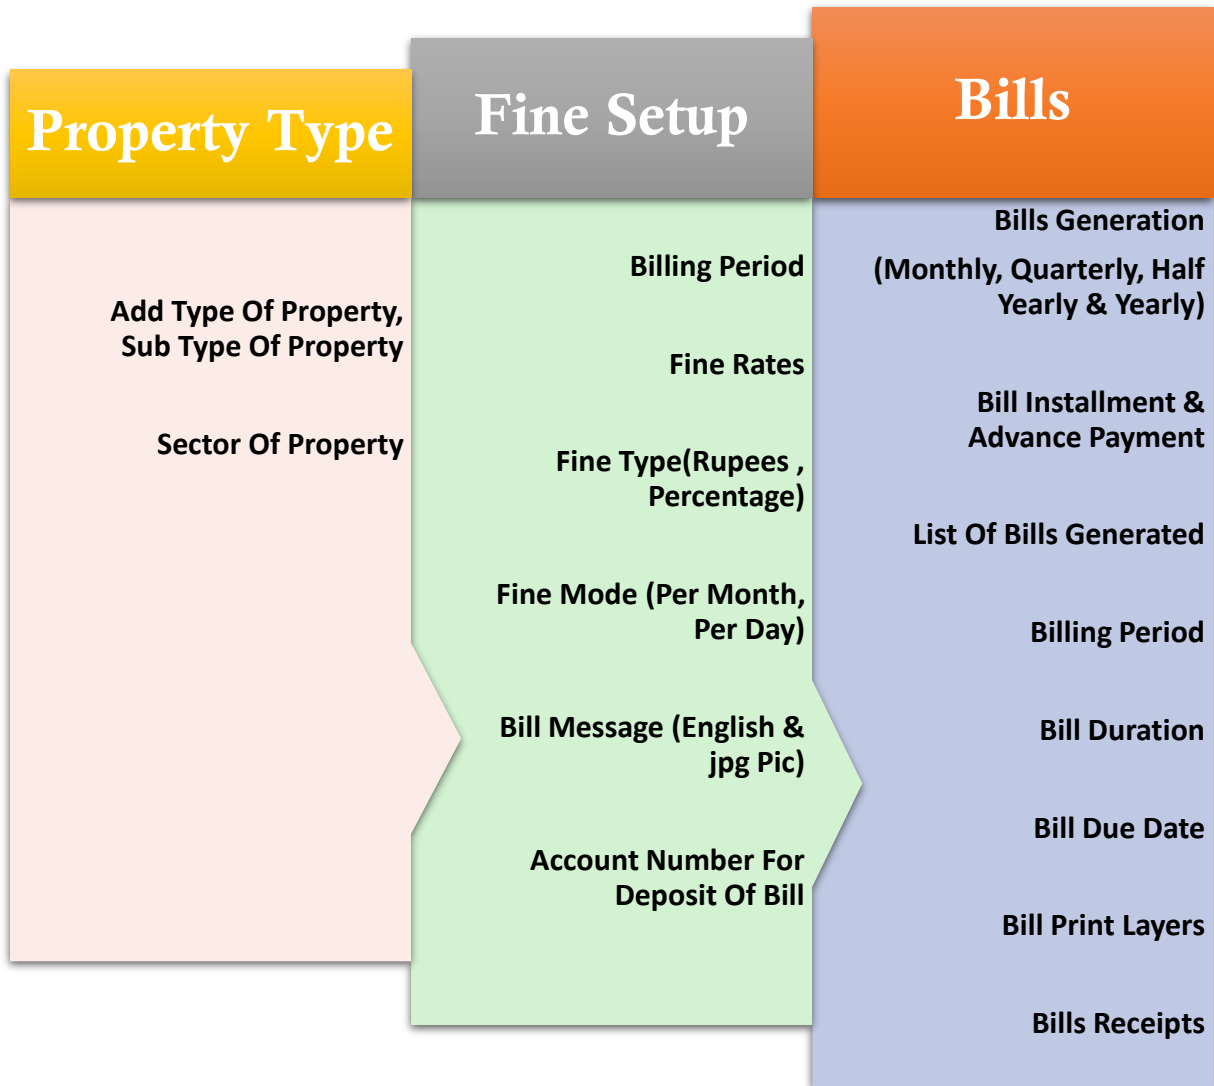 Property Type
Add Type Of Property,
Sub Type Of Property
Sector Of Property
Fine Setup
Billing Period
Fine Rates
Fine Type(Rupees ,
Percentage)
Fine Mode (Per Month,
Per Day)
Bill Message (English &
jpg Pic)
Account Number For
Deposit Of Bill
Bills
Bills Generation
(Monthly, Quarterly, Half
Yearly & Yearly)
Bill Installment &
Advance Payment
List Of Bills Generated
Billing Period
Bill Duration
Bill Due Date
Bill Print Layers
Bills Receipts